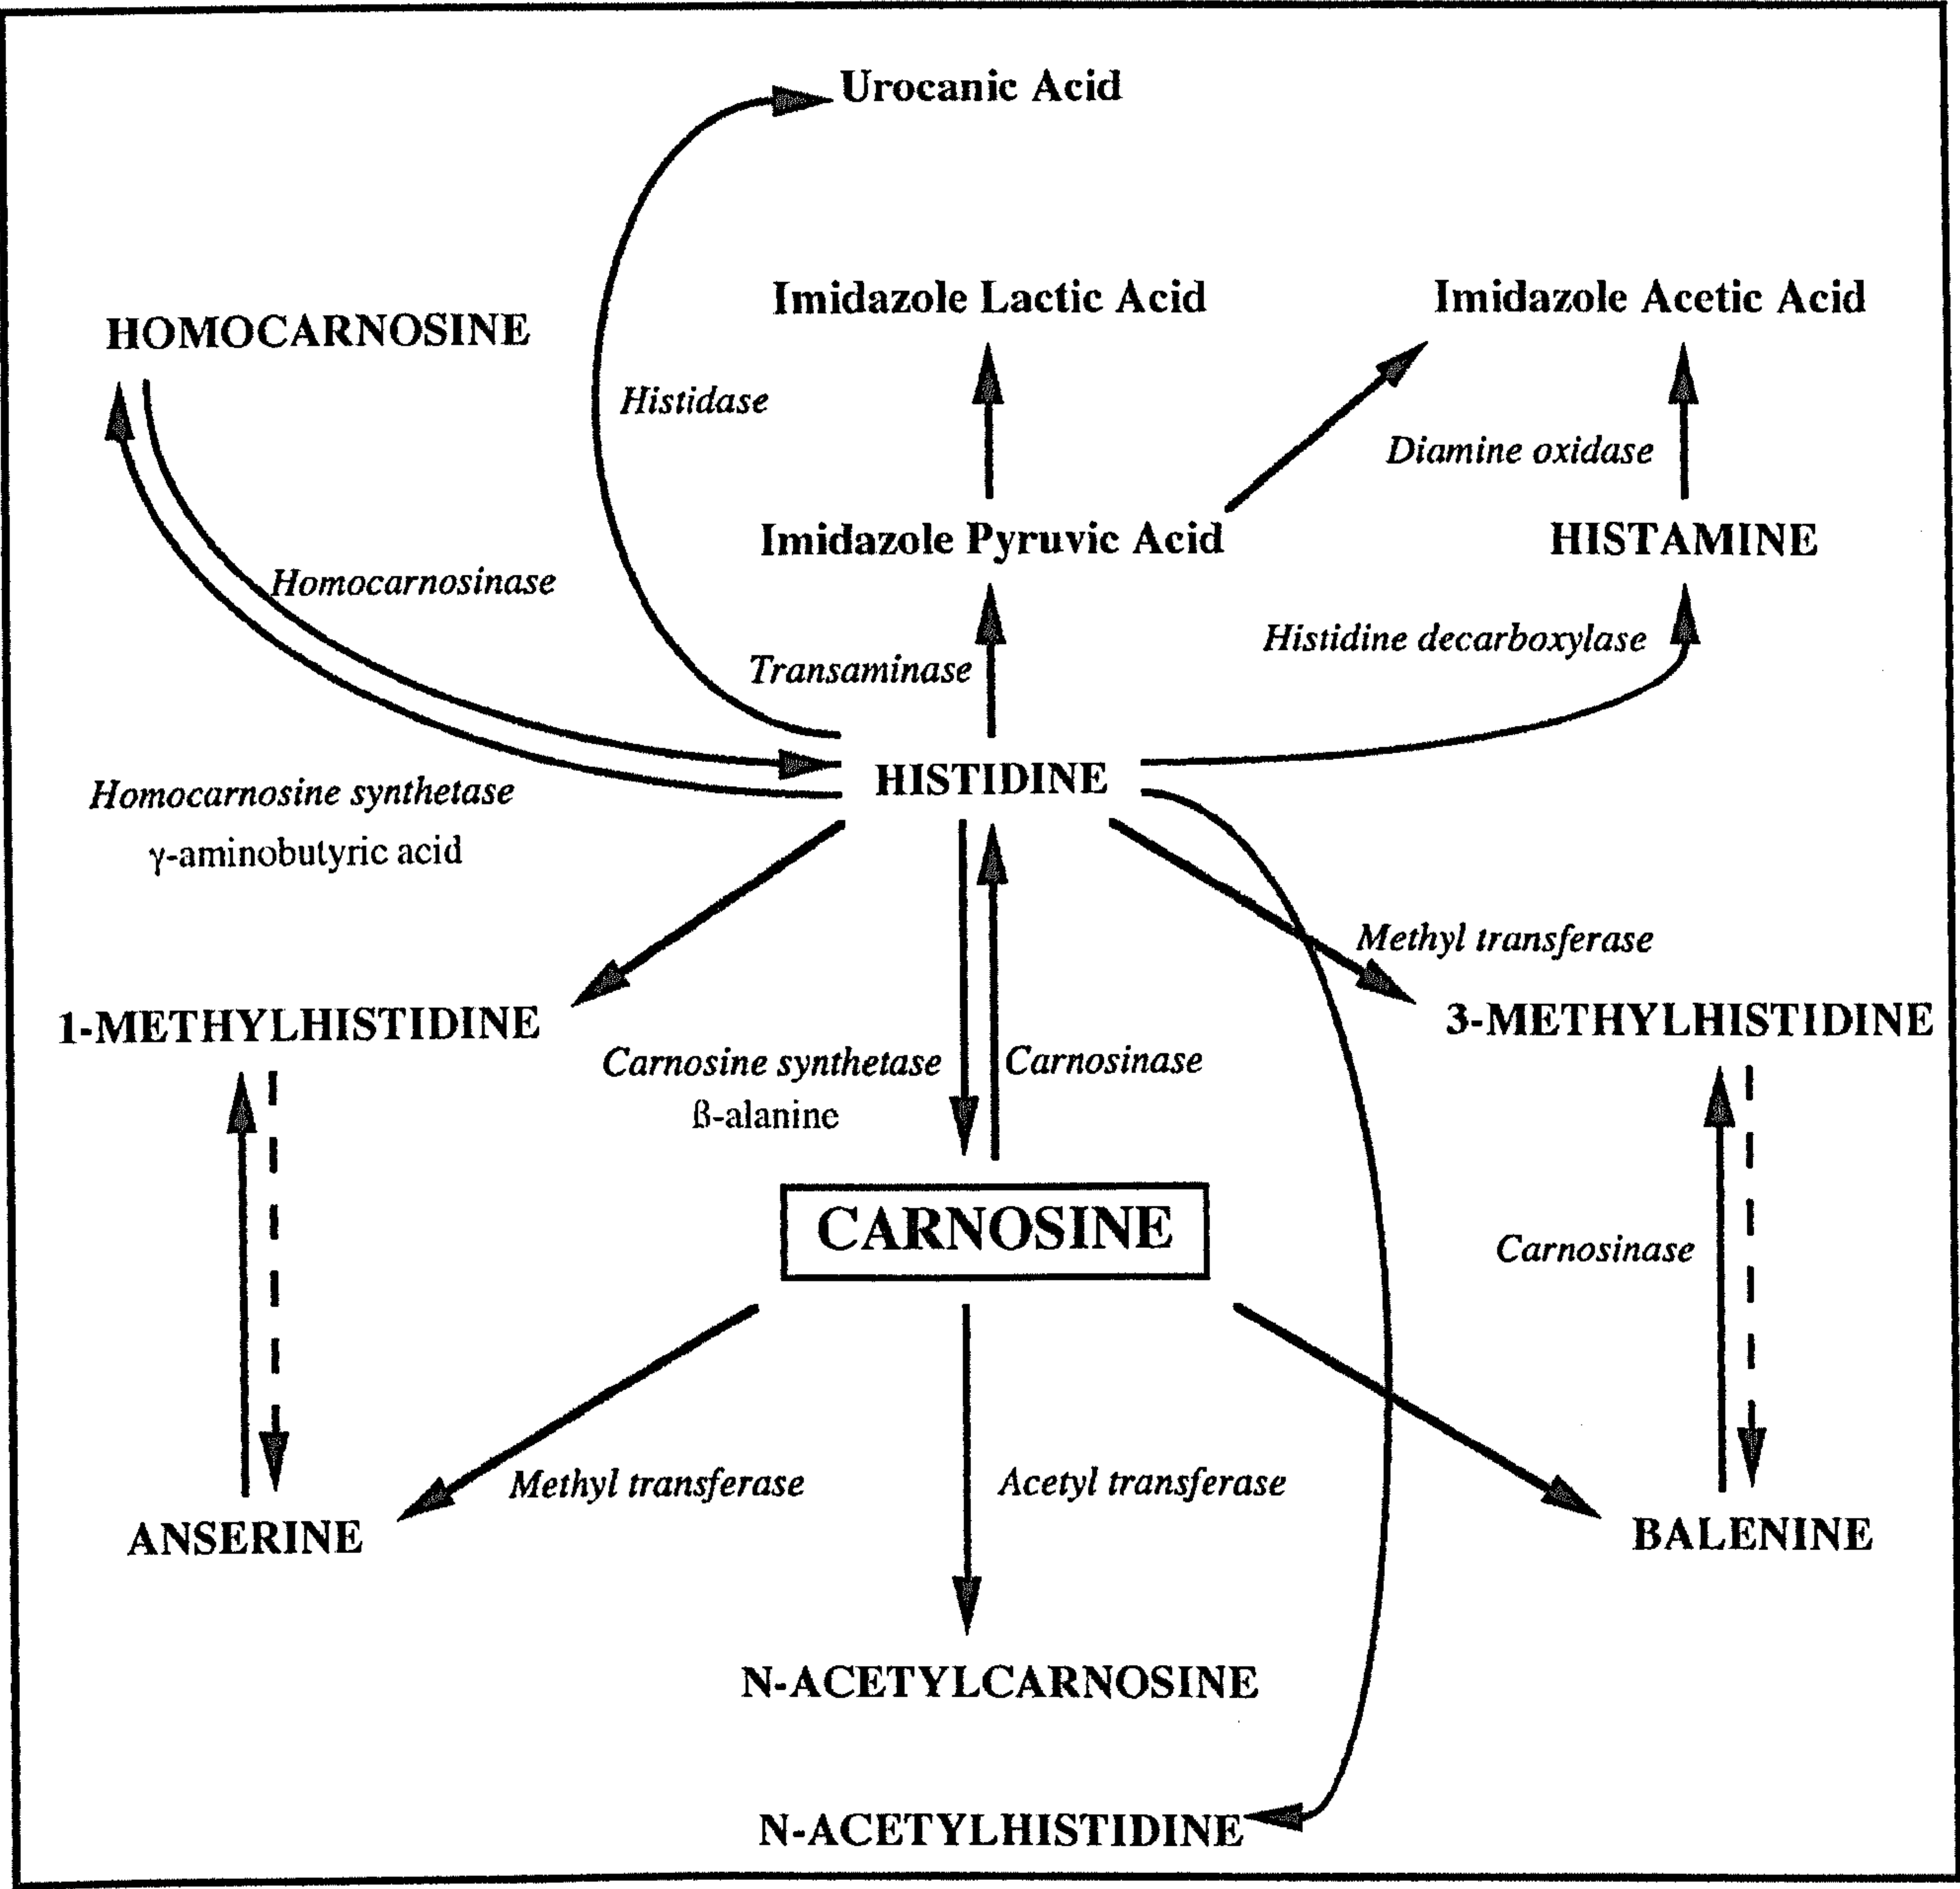 Urocanic Acid
Imidazole Lactic Acid
Imidazole Acetic Acid
HOMOCARNOSINE
Histidase
Diamine oxidase
Imidazole Pyruvic Acid
HISTAMINE
Homocarnosinase
Histidine decarboxylase
Transaminase
HISTIDINE
Homocarnosine synthetase
γ-aminobutyric acid
Methyl transferase
1-METHYLHISTIDINE
3-METHYLHISTIDINE
Carnosine synthetase
Carnosinase
ß-alanine
CARNOSINE
Carnosinase
Methyl transferase
Acetyl transferase
ANSERINE
BALENINE
N-ACETYLCARNOSINE
N-ACETYLHISTIDINE